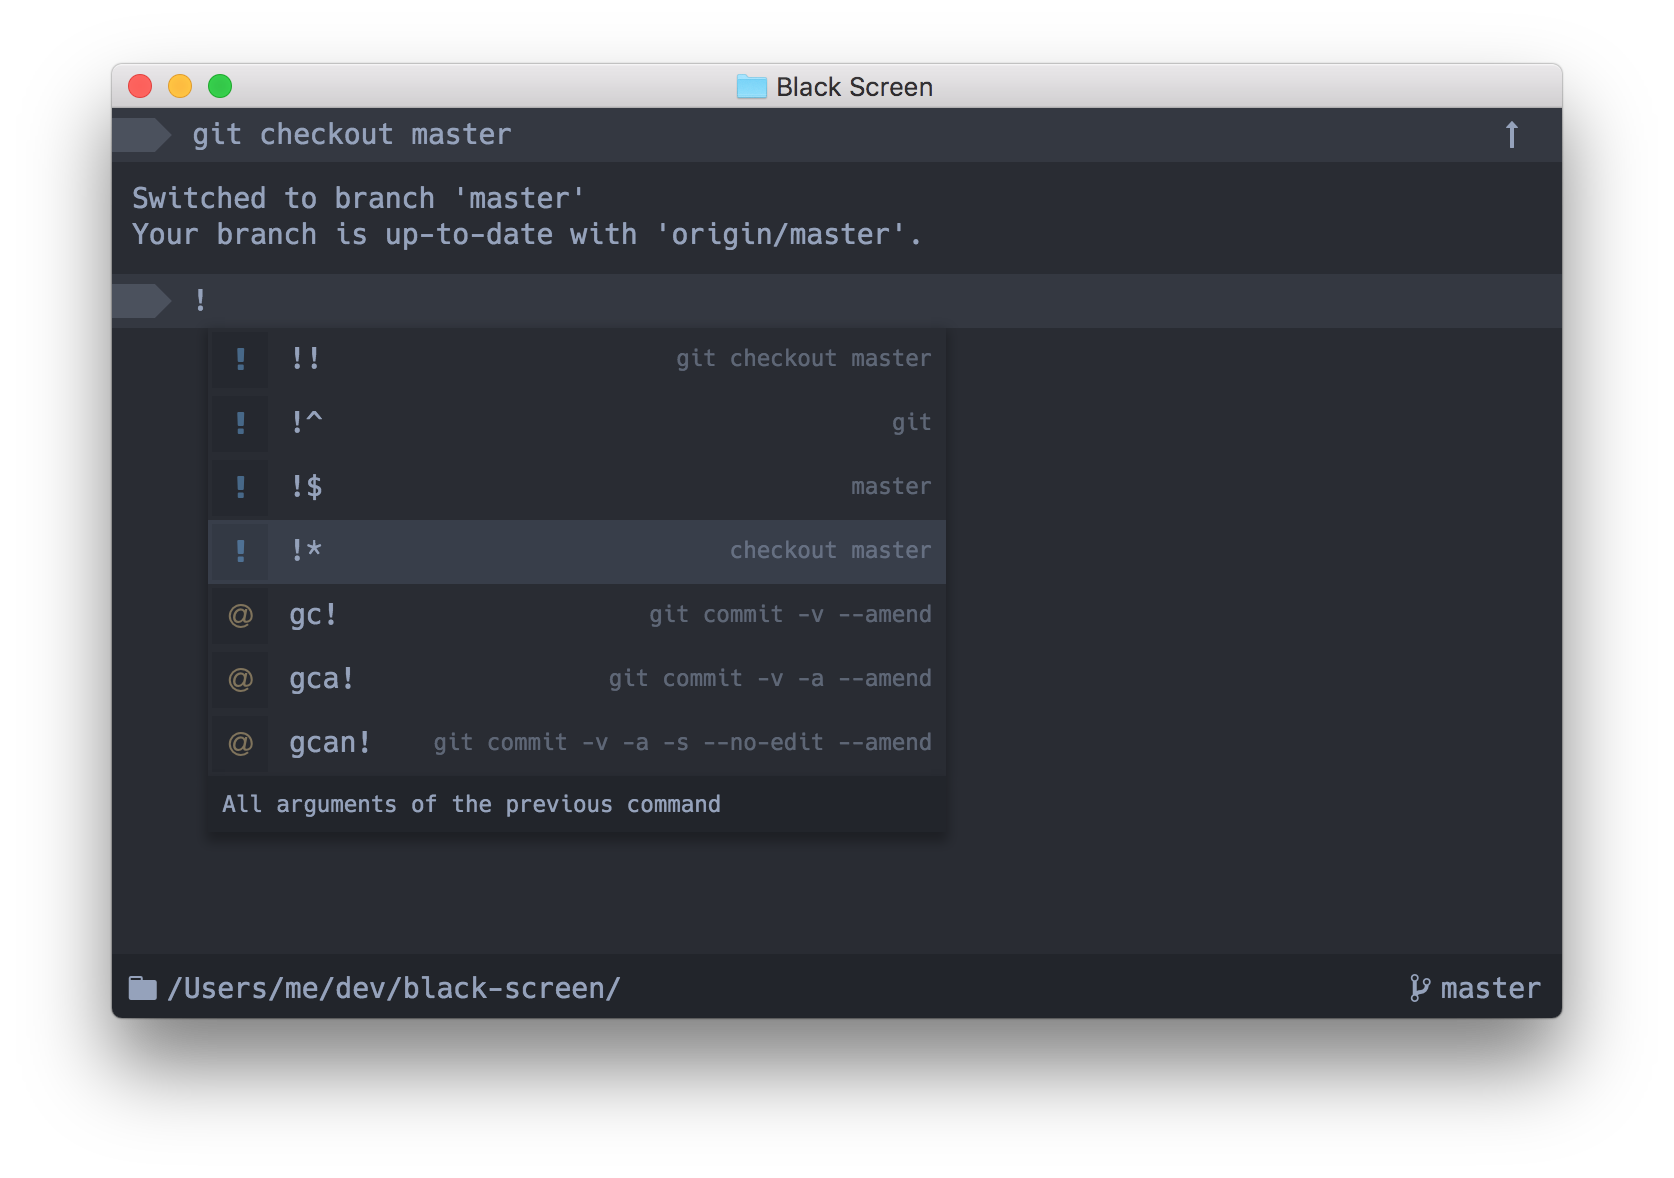 Black Screen
git checkout master
Switched to branch 'master'
Your branch is up-to-date with 'origin/master'.
!
! !! git checkout master
! !^ git
! !$ master
! !* checkout master
@ gc! git commit -v --amend
@ gca! git commit -v -a --amend
@ gcan! git commit -v -a -s --no-edit --amend
All arguments of the previous command
/Users/me/dev/black-screen/ master